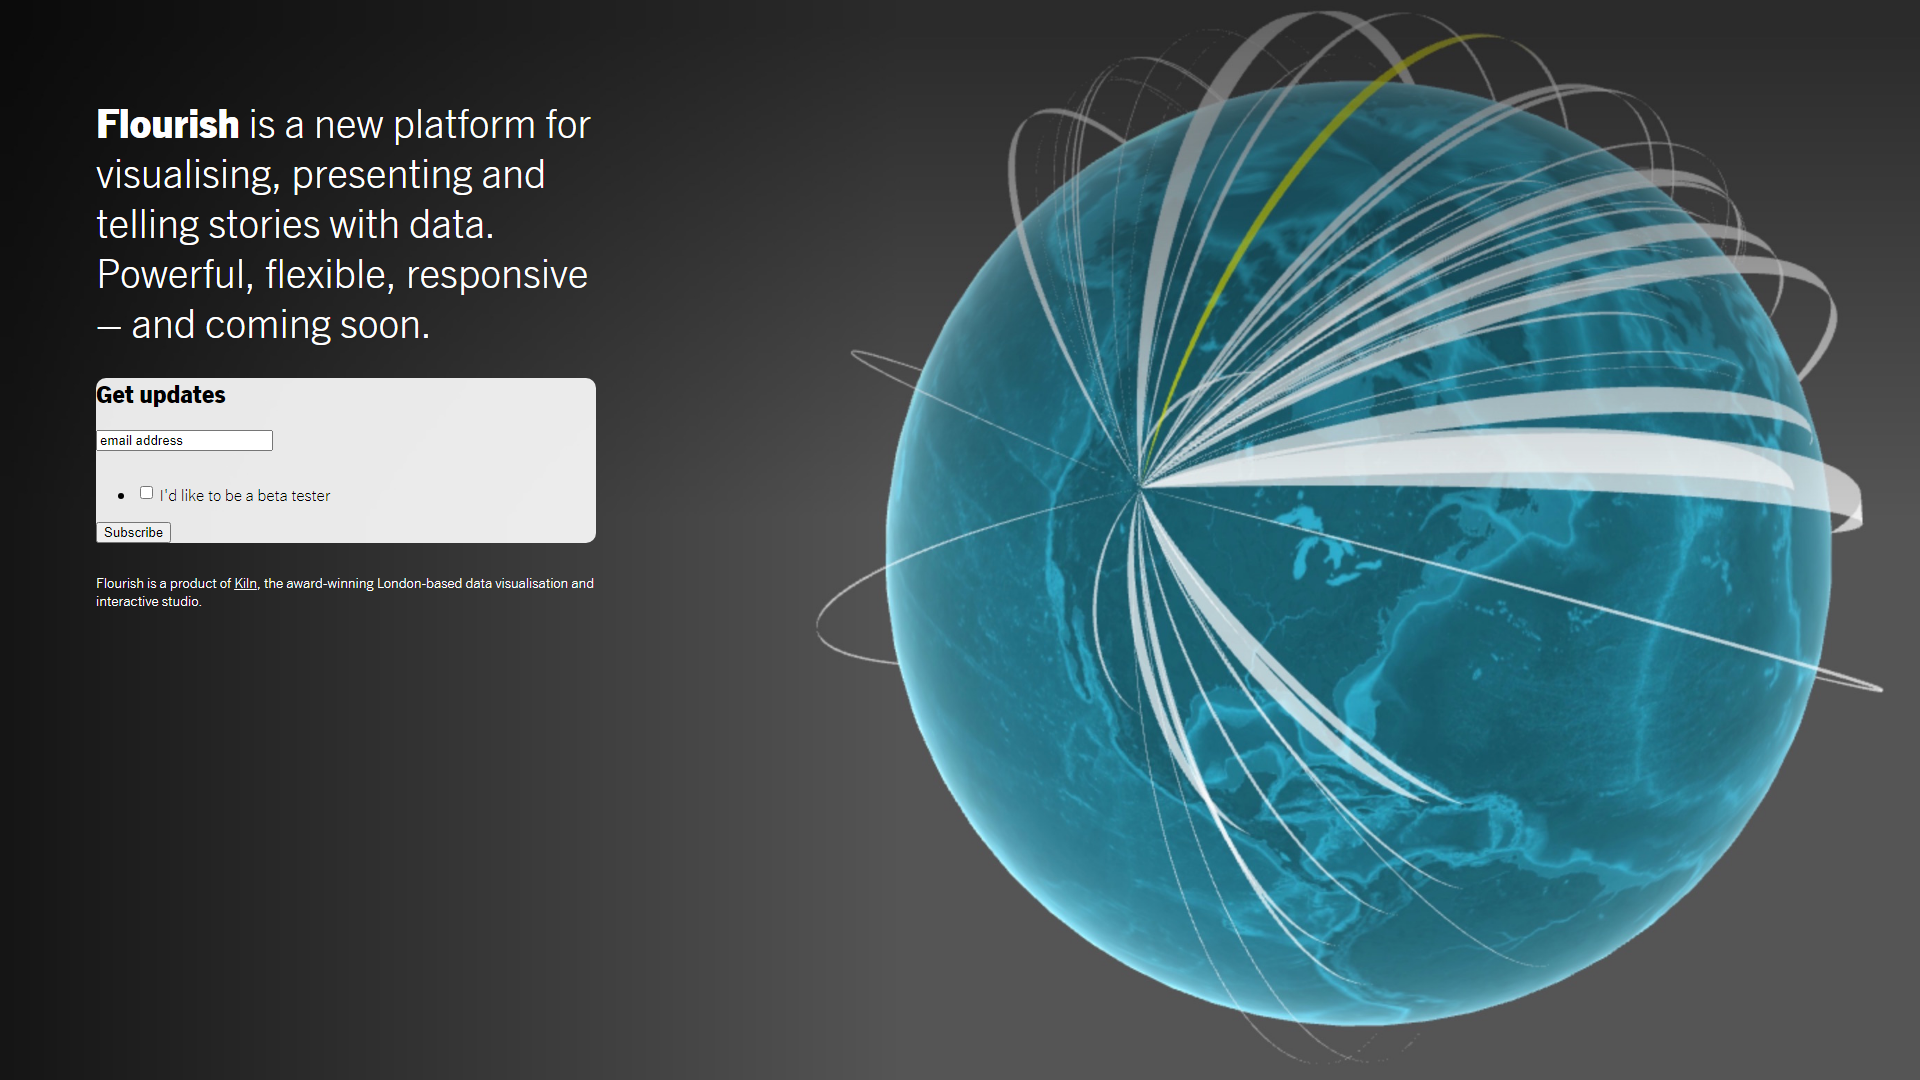 Flourish is a new platform for
visualising, presenting and
telling stories with data.
Powerful, flexible, responsive
– and coming soon.
Get updates
email address
I'd like to be a beta tester
Subscribe
Flourish is a product of Kiln, the award-winning London-based data visualisation and
interactive studio.